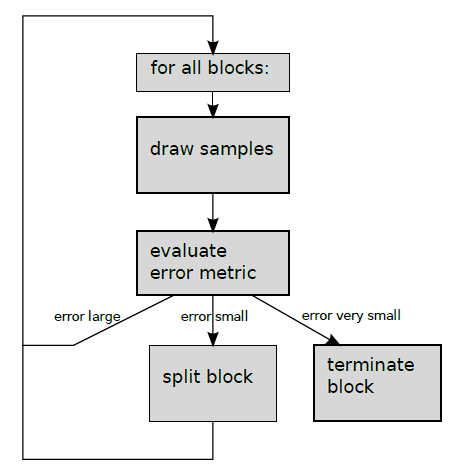 for all blocks:
draw samples
evaluate
error metric
error large
error small
error very small
split block
terminate
block